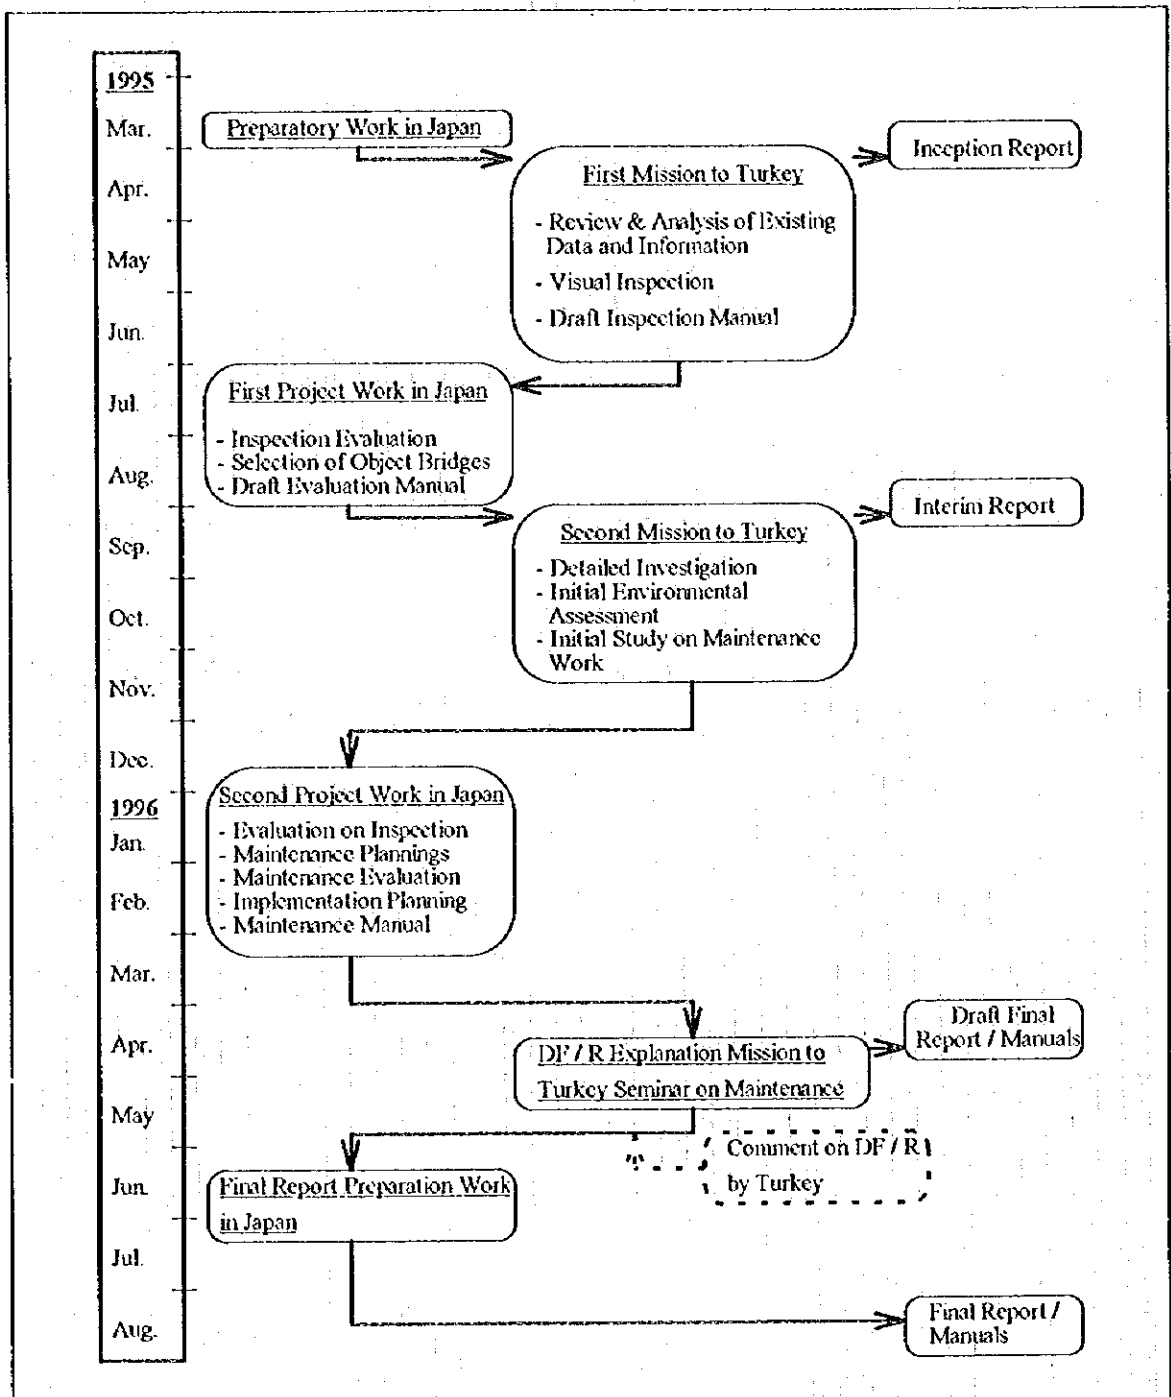 1995
Mar.
Preparatory Work in Japan
Inception Report
Apr.
First Mission to Turkey
- Review & Analysis of Existing
Data and Information
May
- Visual Inspection
- Draft Inspection Manual
Jun.
First Project Work in Japan
Jul.
- Inspection Evaluation
- Selection of Object Bridges
- Draft Evaluation Manual
Aug.
Interim Report
Second Mission to Turkey
Sep.
- Detailed Investigation
- Initial Environmental
Assessment
- Initial Study on Maintenance
Work
Oct.
Nov.
Dec.
Second Project Work in Japan
1996
- Evaluation on Inspection
Jan.
- Maintenance Plannings
- Maintenance Evaluation
- Implementation Planning
- Maintenance Manual
Feb.
Mar.
Draft Final
Report / Manuals
Apr.
DF / R Explanation Mission to
Turkey Seminar on Maintenance
May
Comment on DF / R
by Turkey
Jun.
Final Report Preparation Work
in Japan
Jul.
Final Report /
Manuals
Aug.